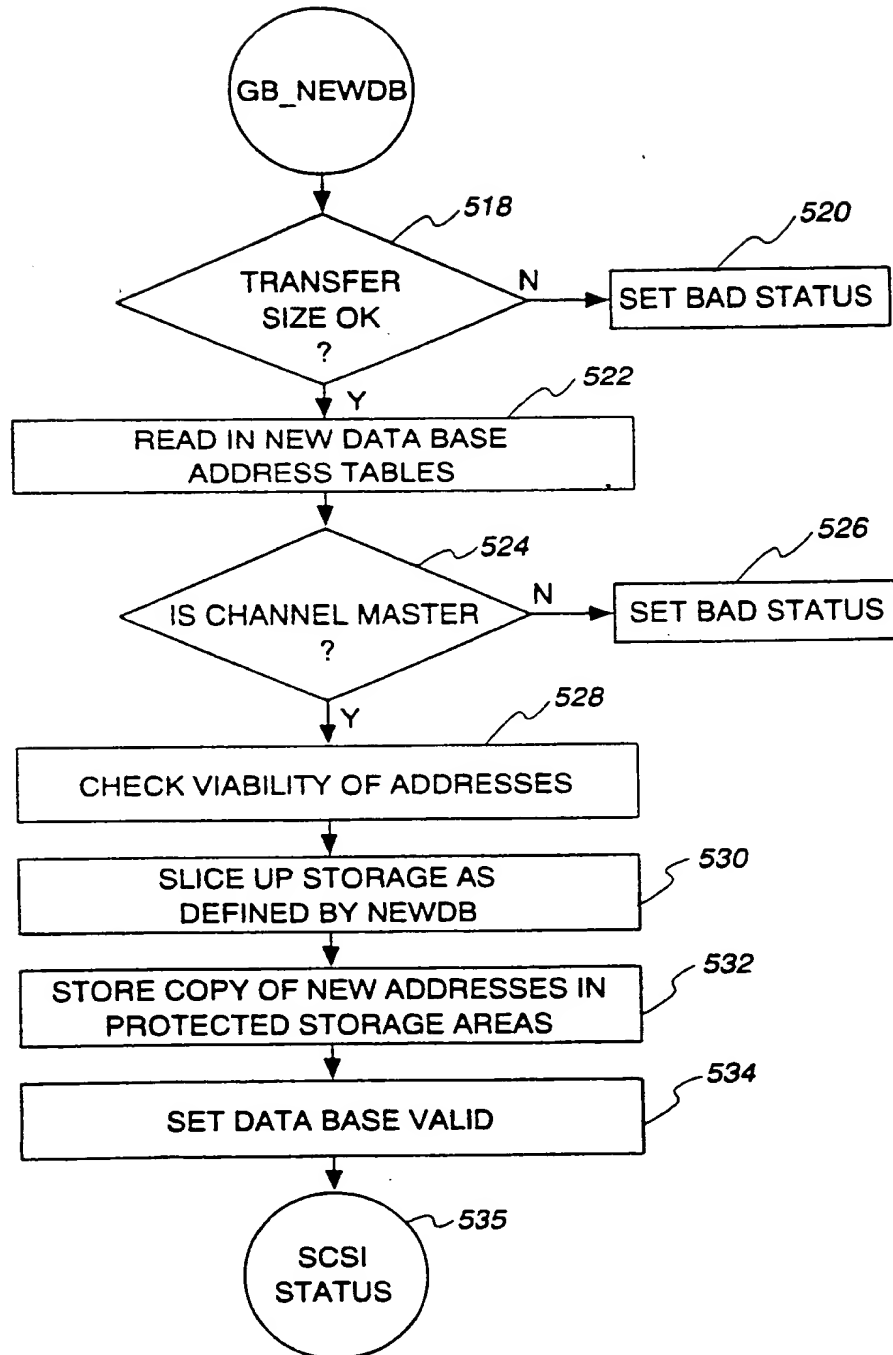 GB_NEWDB
518
TRANSFER
SIZE OK
?
N
520
SET BAD STATUS
Y
522
READ IN NEW DATA BASE
ADDRESS TABLES
524
IS CHANNEL MASTER
?
N
526
SET BAD STATUS
Y
528
CHECK VIABILITY OF ADDRESSES
530
SLICE UP STORAGE AS
DEFINED BY NEWDB
532
STORE COPY OF NEW ADDRESSES IN
PROTECTED STORAGE AREAS
534
SET DATA BASE VALID
535
SCSI
STATUS